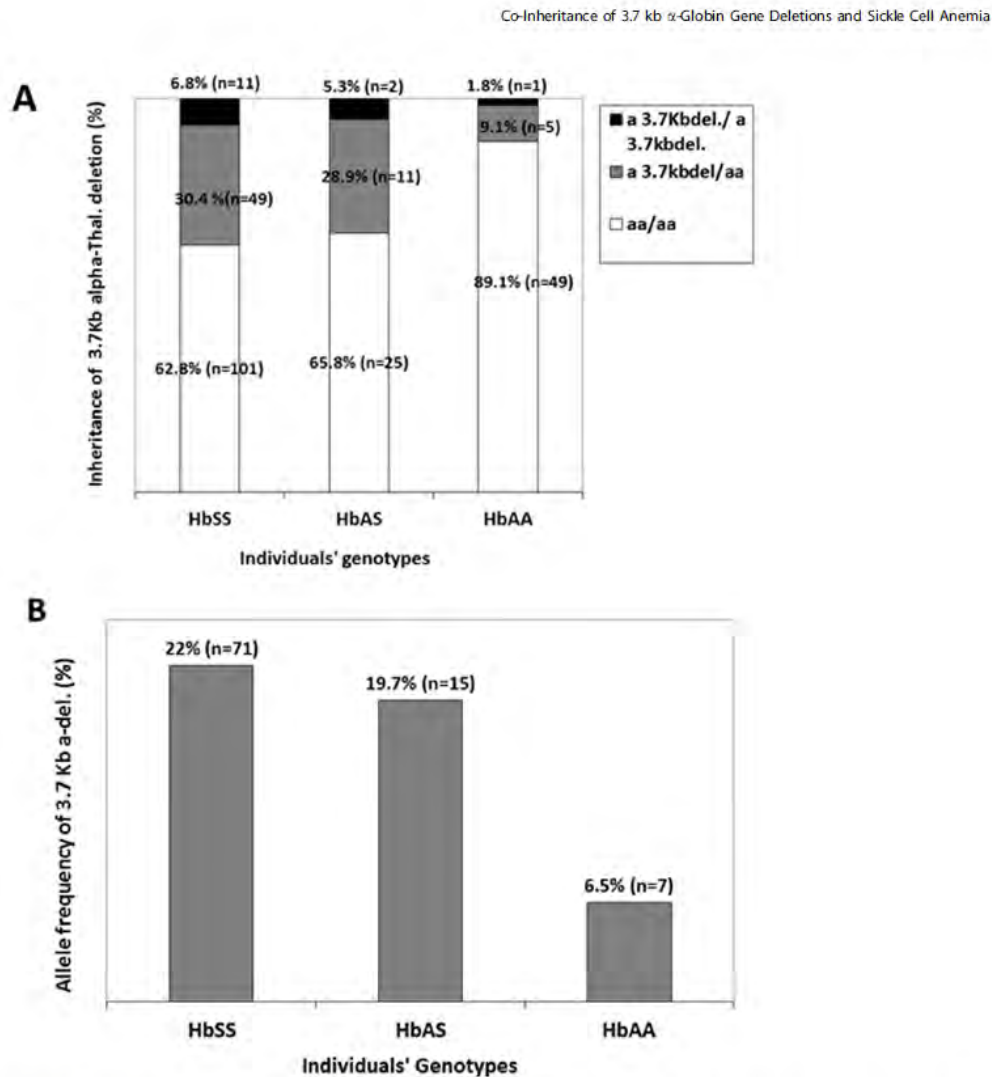 Co-Inheritance of 3.7 kb α-Globin Gene Deletions and Sickle Cell Anemia
A
Inheritance of 3.7Kb alpha-Thal. deletion (%)
6.8% (n=11)
5.3% (n=2)
1.8% (n=1)
30.4 %(n=49)
28.9% (n=11)
9.1% (n=5)
62.8% (n=101)
65.8% (n=25)
89.1% (n=49)
HbSS
HbAS
HbAA
Individuals' genotypes
a 3.7Kbdel./ a
3.7kbdel.
a 3.7kbdel/aa
aa/aa
B
Allele frequency of 3.7 Kb a-del. (%)
22% (n=71)
19.7% (n=15)
6.5% (n=7)
HbSS
HbAS
HbAA
Individuals' Genotypes